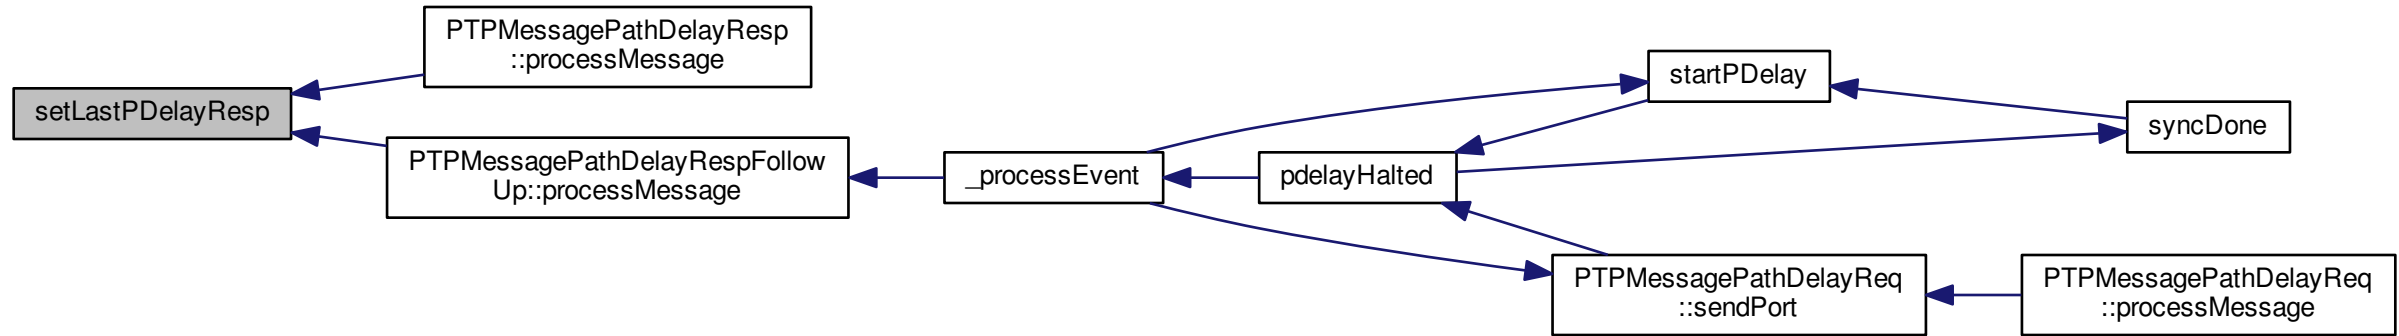 setLastPDelayResp
PTPMessagePathDelayResp
::processMessage
PTPMessagePathDelayRespFollow
Up::processMessage
_processEvent
pdelayHalted
startPDelay
syncDone
PTPMessagePathDelayReq
::sendPort
PTPMessagePathDelayReq
::processMessage